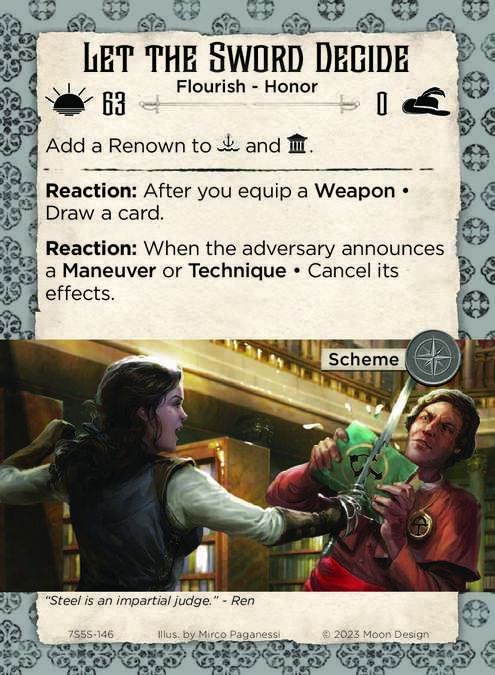 LET THE SWORD DECIDE
Flourish - Honor
63 0
Add a Renown to and .
Reaction: After you equip a Weapon •
Draw a card.
Reaction: When the adversary announces
a Maneuver or Technique • Cancel its
effects.
Scheme
"Steel is an impartial judge." - Ren
7S5S-146 Illus. by Mirco Paganessi © 2023 Moon Design